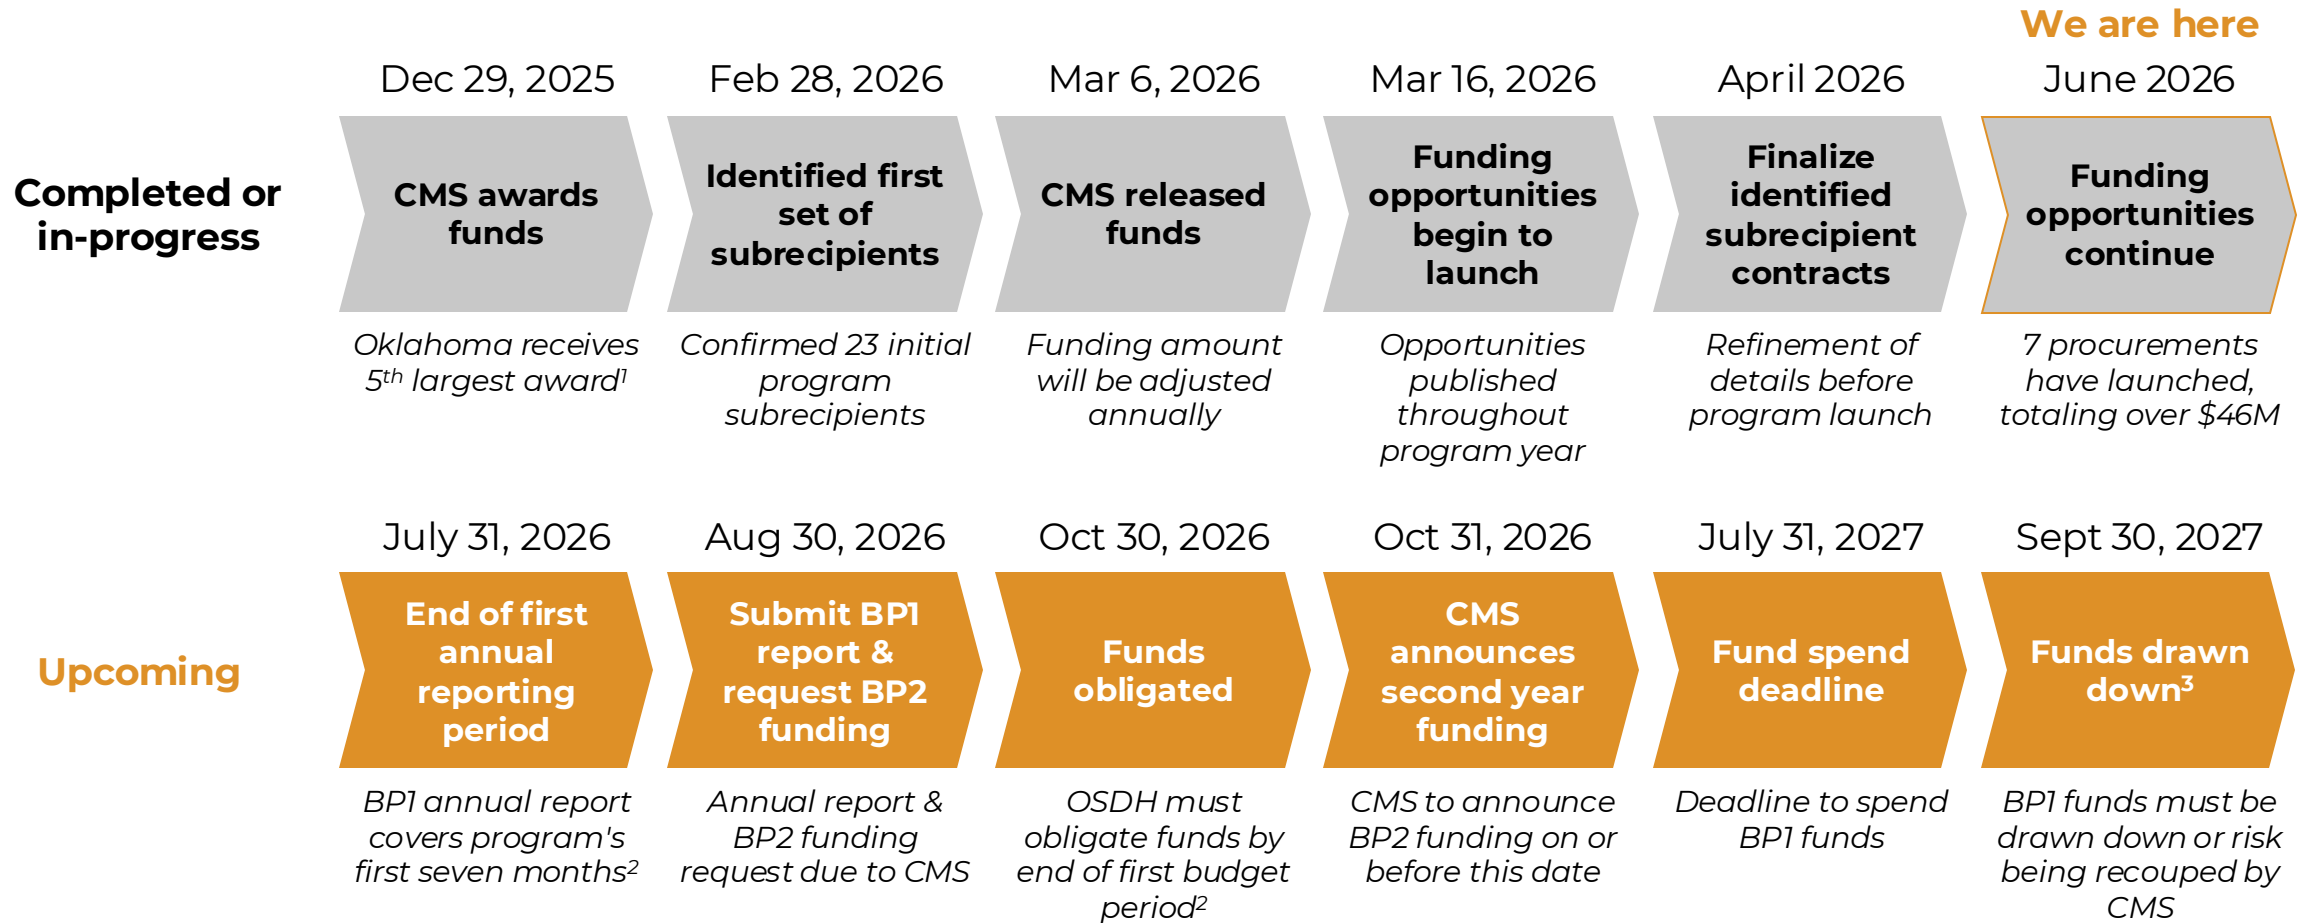 We are here
Dec 29, 2025
Feb 28, 2026
Mar 6, 2026
Mar 16, 2026
April 2026
June 2026
Completed or
in-progress
CMS awards
funds
Identified first
set of
subrecipients
CMS released
funds
Funding
opportunities
begin to
launch
Finalize
identified
subrecipient
contracts
Funding
opportunities
continue
Oklahoma receives
5th largest award1
Confirmed 23 initial
program
subrecipients
Funding amount
will be adjusted
annually
Opportunities
published
throughout
program year
Refinement of
details before
program launch
7 procurements
have launched,
totaling over $46M
July 31, 2026
Aug 30, 2026
Oct 30, 2026
Oct 31, 2026
July 31, 2027
Sept 30, 2027
Upcoming
End of first
annual
reporting
period
Submit BP1
report &
request BP2
funding
Funds
obligated
CMS
announces
second year
funding
Fund spend
deadline
Funds drawn
down3
BP1 annual report
covers program's
first seven months2
Annual report &
BP2 funding
request due to CMS
OSDH must
obligate funds by
end of first budget
period2
CMS to announce
BP2 funding on or
before this date
Deadline to spend
BP1 funds
BP1 funds must be
drawn down or risk
being recouped by
CMS